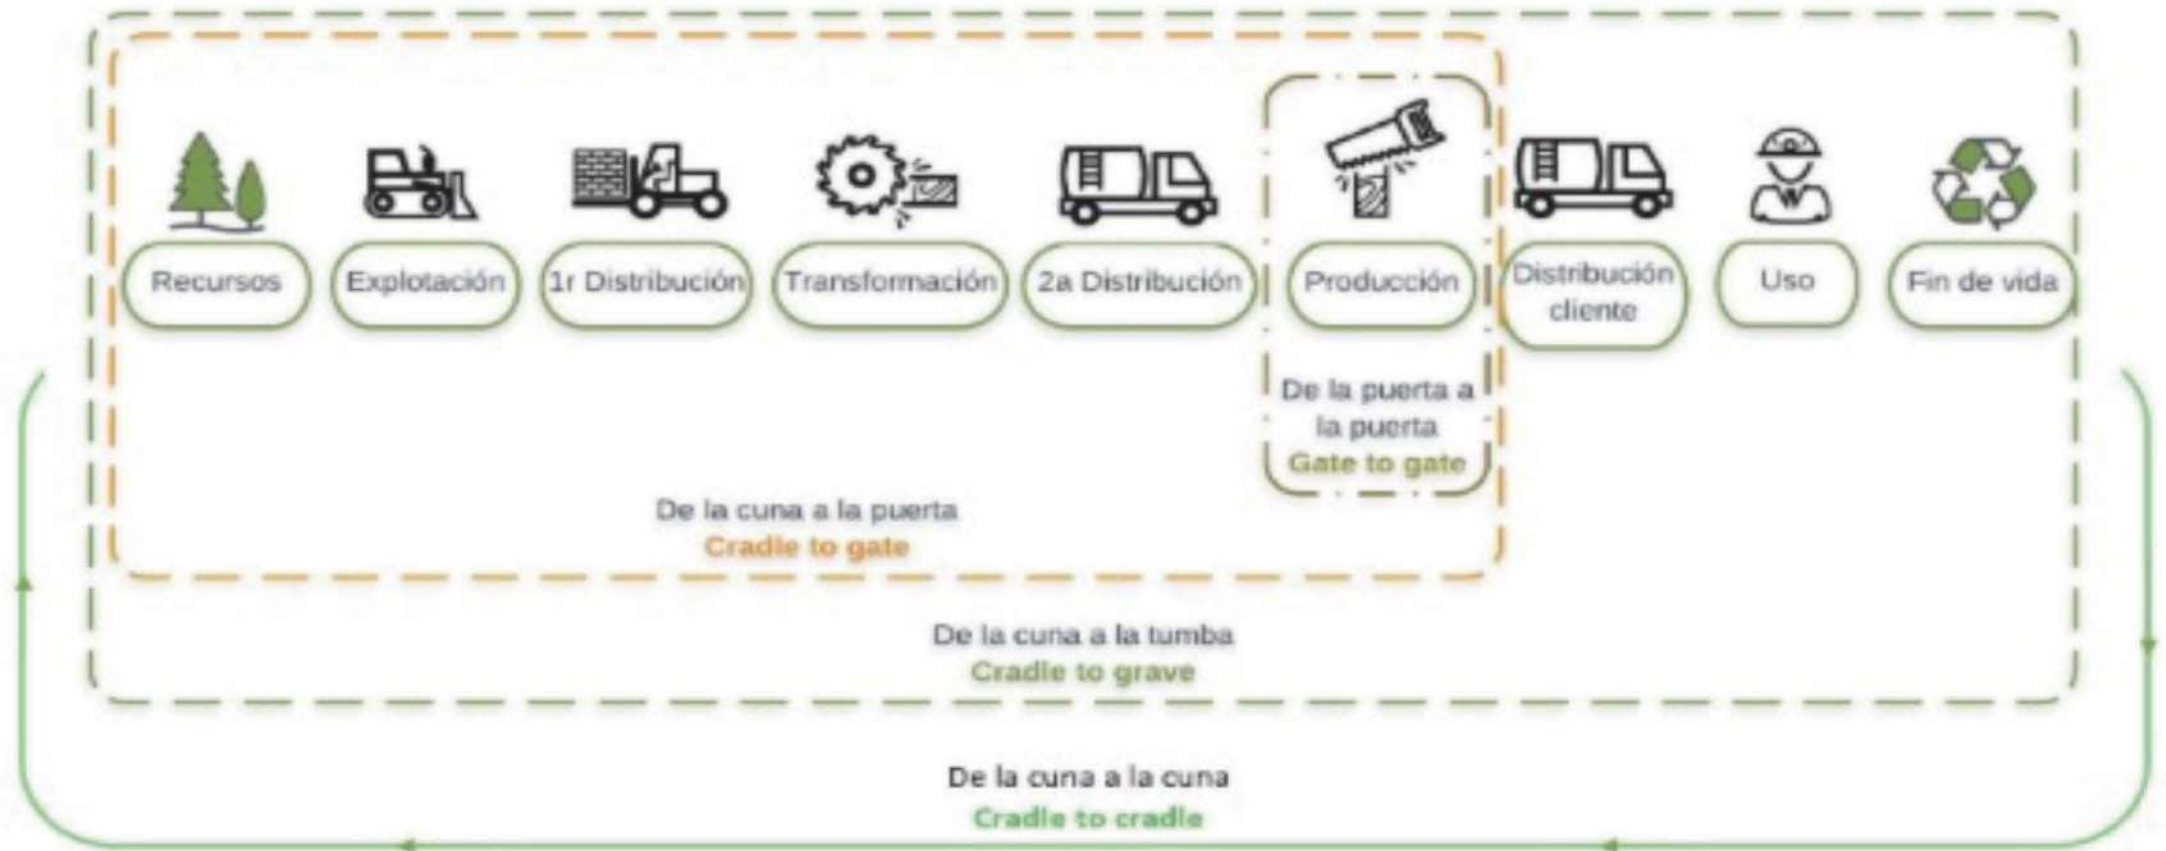 Recursos
Explotación
1r Distribución
Transformación
2a Distribución
Producción
Distribución
cliente
Uso
Fin de vida
De la puerta a
la puerta
Gate to gate
De la cuna a la puerta
Cradle to gate
De la cuna a la tumba
Cradle to grave
De la cuna a la cuna
Cradle to cradle